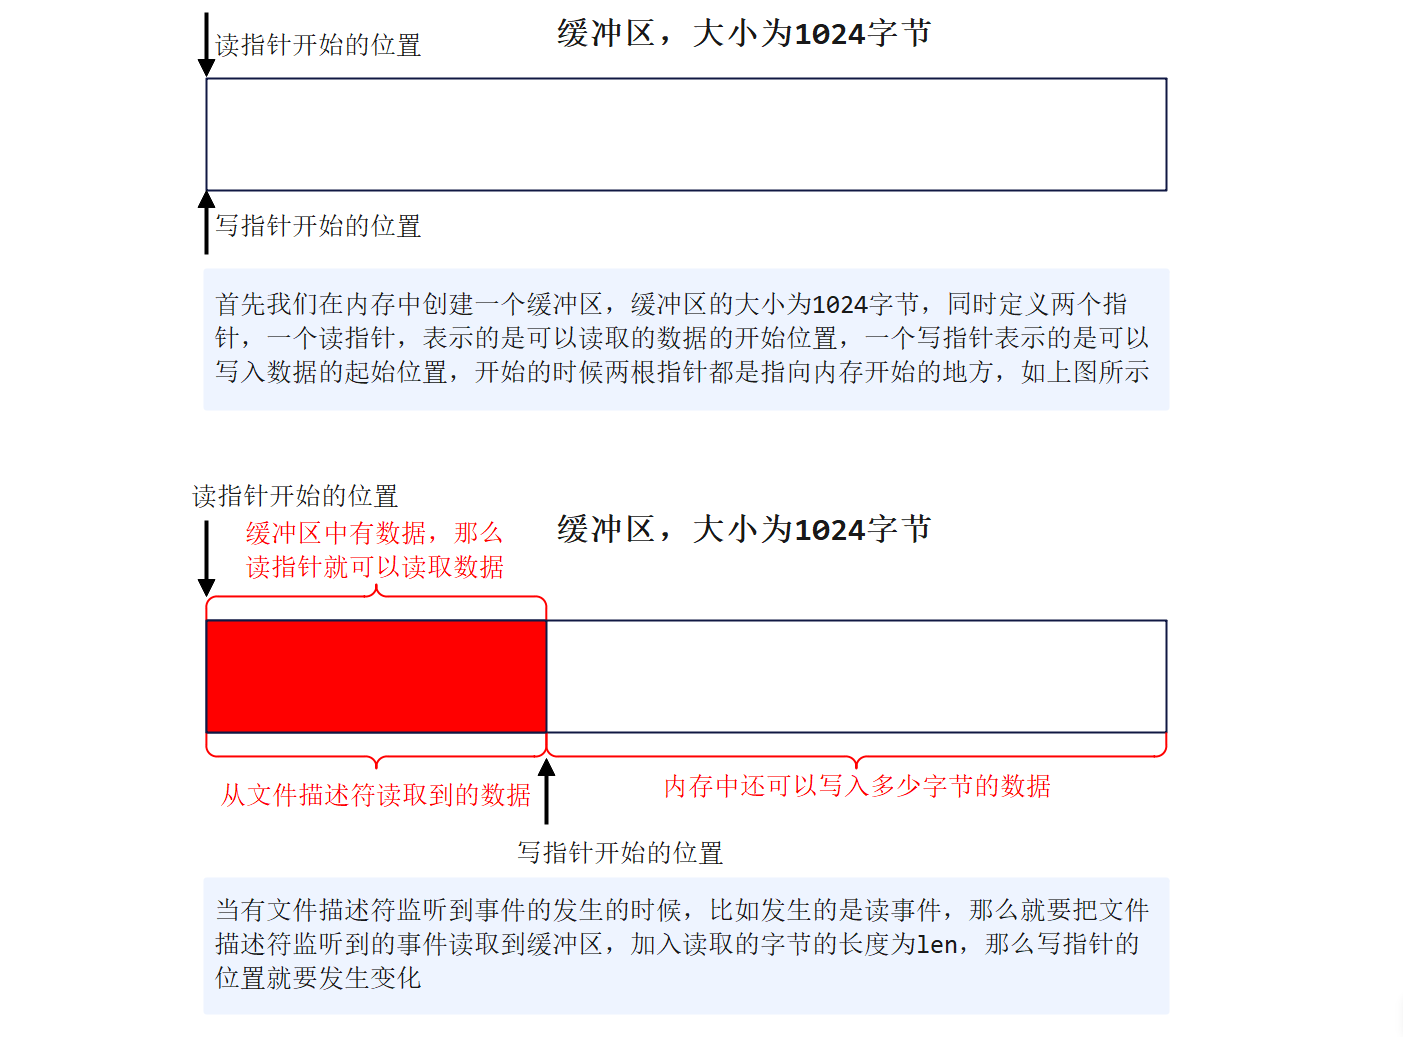 读指针开始的位置
缓冲区，大小为1024字节
写指针开始的位置
首先我们在内存中创建一个缓冲区，缓冲区的大小为1024字节，同时定义两个指
针，一个读指针，表示的是可以读取的数据的开始位置，一个写指针表示的是可以
写入数据的起始位置，开始的时候两根指针都是指向内存开始的地方，如上图所示
读指针开始的位置
缓冲区中有数据，那么
读指针就可以读取数据
缓冲区，大小为1024字节
从文件描述符读取到的数据
内存中还可以写入多少字节的数据
写指针开始的位置
当有文件描述符监听到事件的发生的时候，比如发生的是读事件，那么就要把文件
描述符监听到的事件读取到缓冲区，加入读取的字节的长度为len，那么写指针的
位置就要发生变化